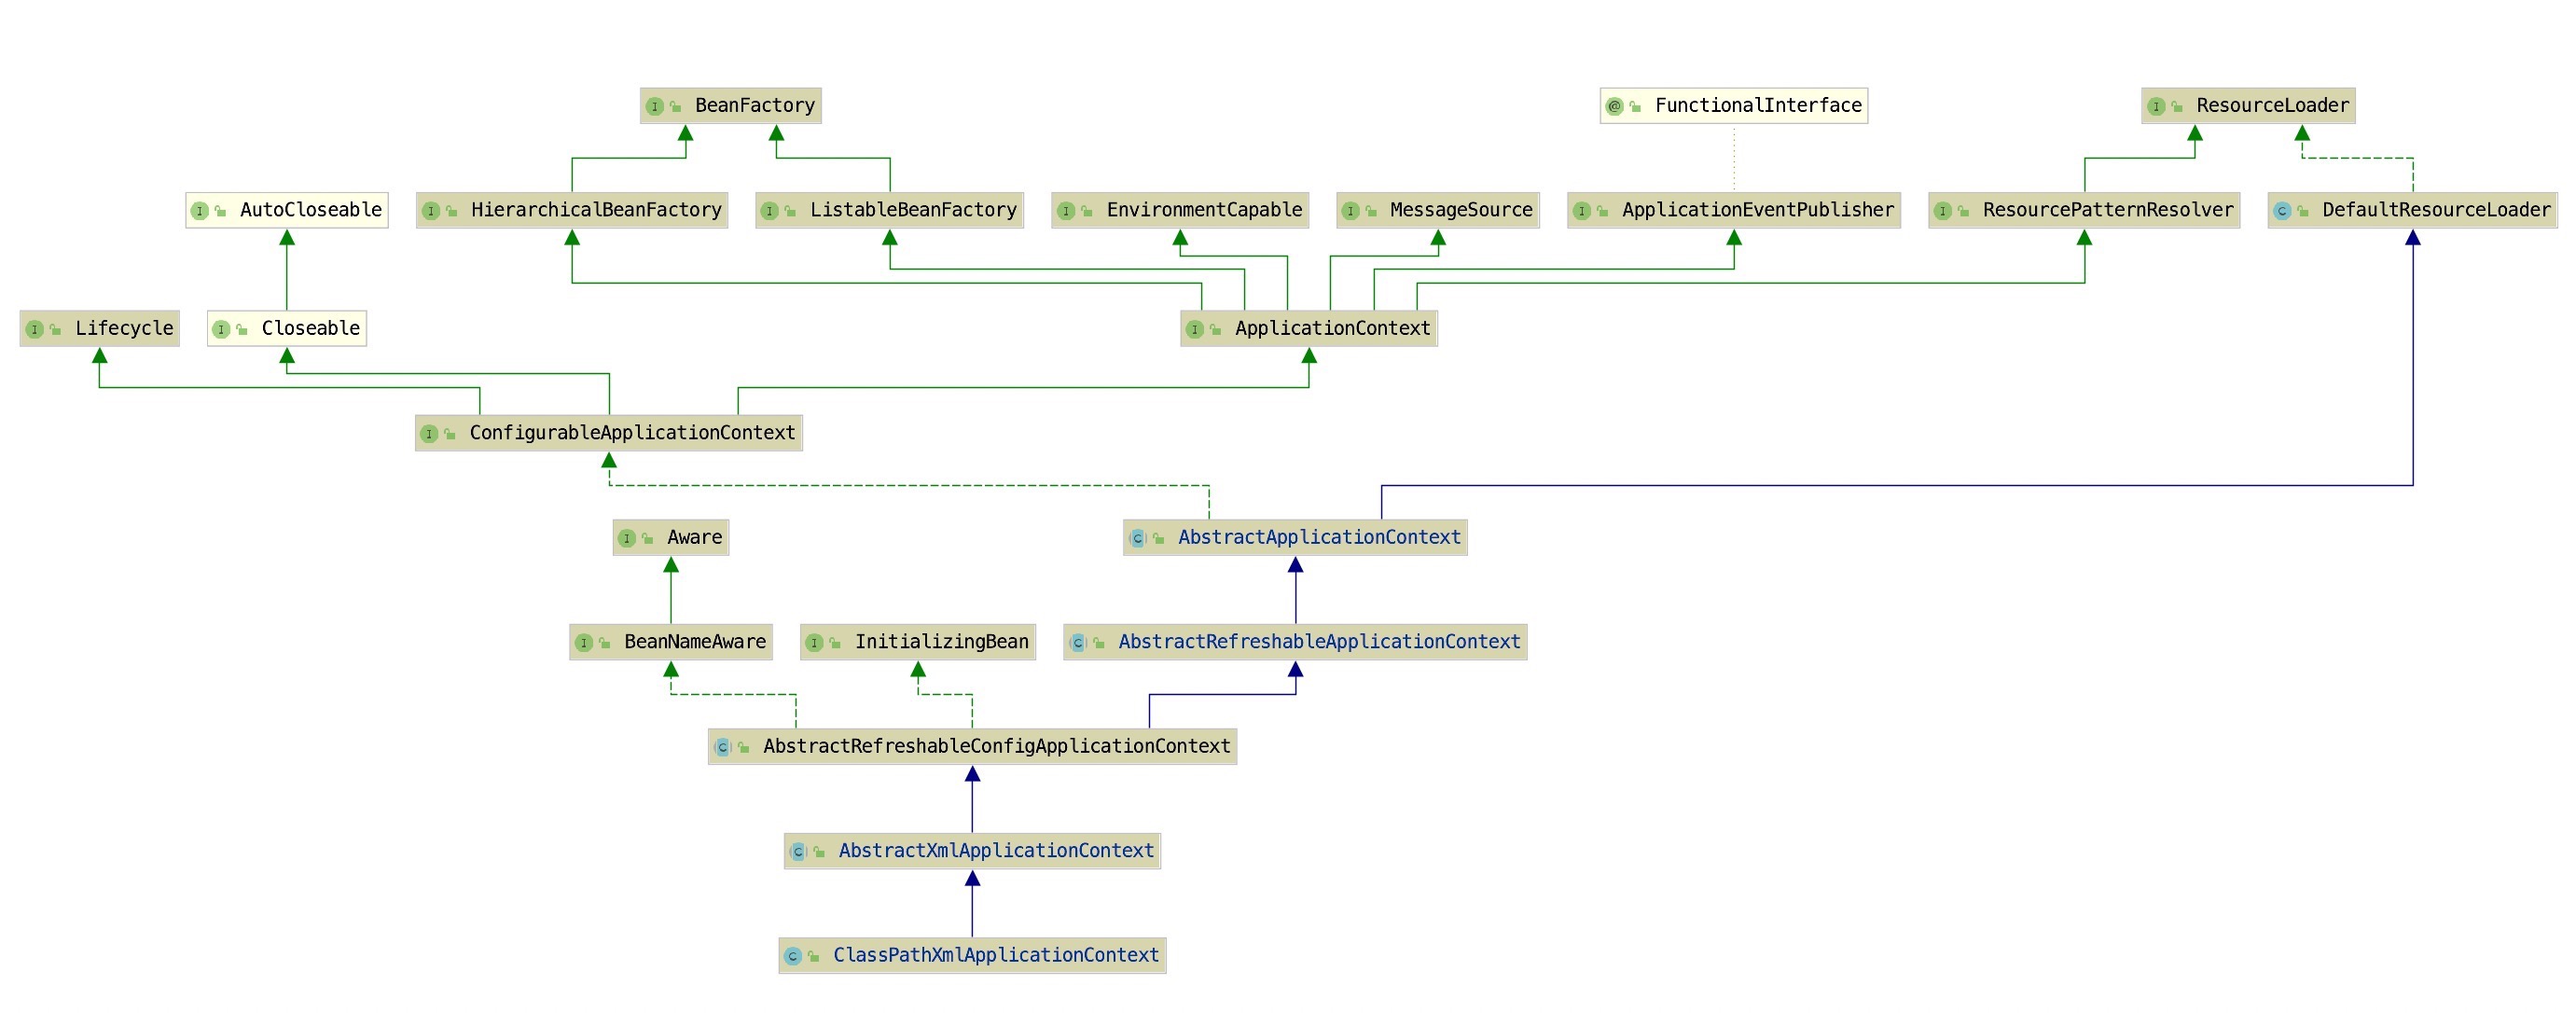 BeanFactory
FunctionalInterface
ResourceLoader
AutoCloseable
HierarchicalBeanFactory
ListableBeanFactory
EnvironmentCapable
MessageSource
ApplicationEventPublisher
ResourcePatternResolver
DefaultResourceLoader
Lifecycle
Closeable
ApplicationContext
ConfigurableApplicationContext
Aware
AbstractApplicationContext
BeanNameAware
InitializingBean
AbstractRefreshableApplicationContext
AbstractRefreshableConfigApplicationContext
AbstractXmlApplicationContext
ClassPathXmlApplicationContext